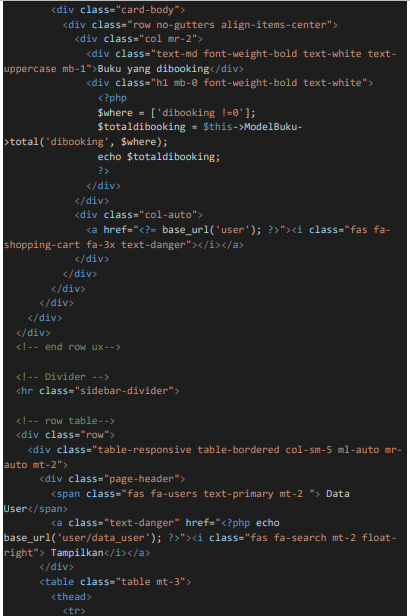 <div class="card-body">
<div class="row no-gutters align-items-center">
<div class="col mr-2">
<div class="text-md font-weight-bold text-white text-
uppercase mb-1">Buku yang dibooking</div>
<div class="h1 mb-0 font-weight-bold text-white">
<?php
$where = ['dibooking !=0'];
$totaldibooking = $this->ModelBuku-
>total('dibooking', $where);
echo $totaldibooking;
?>
</div>
</div>
<div class="col-auto">
<a href="<?= base_url('user'); ?>"><i class="fas fa-
shopping-cart fa-3x text-danger"></i></a>
</div>
</div>
</div>
</div>
</div>
</div>
<!-- end row ux-->
<!-- Divider -->
<hr class="sidebar-divider">
<!-- row table-->
<div class="row">
<div class="table-responsive table-bordered col-sm-5 ml-auto mr-
auto mt-2">
<div class="page-header">
<span class="fas fa-users text-primary mt-2 "> Data
User</span>
<a class="text-danger" href="<?php echo
base_url('user/data_user'); ?>"><i class="fas fa-search mt-2 float-
right"> Tampilkan</i></a>
</div>
<table class="table mt-3">
<thead>
<tr>